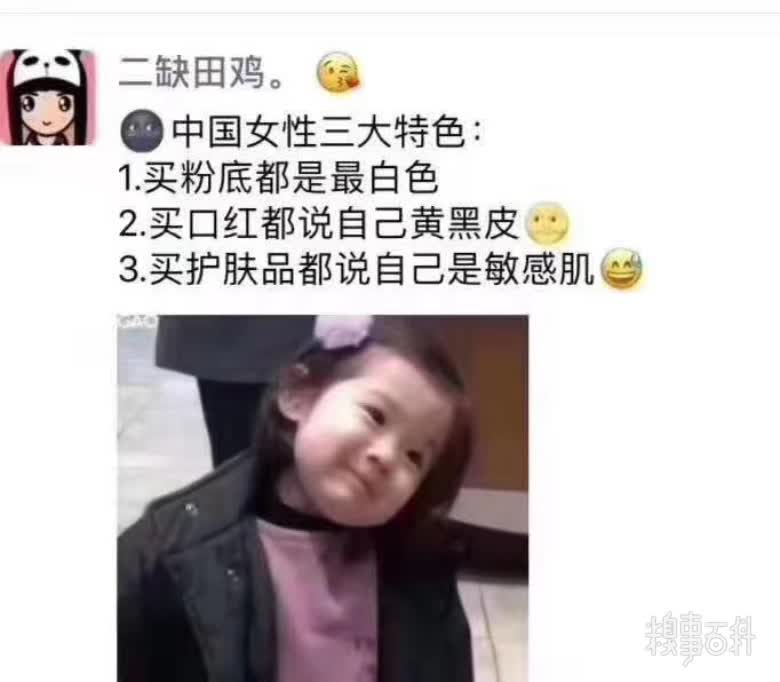 二缺田鸡。😘
🌚中国女性三大特色：
1.买粉底都是最白色
2.买口红都说自己黄黑皮🌝
3.买护肤品都说自己是敏感肌😅
糗事百科